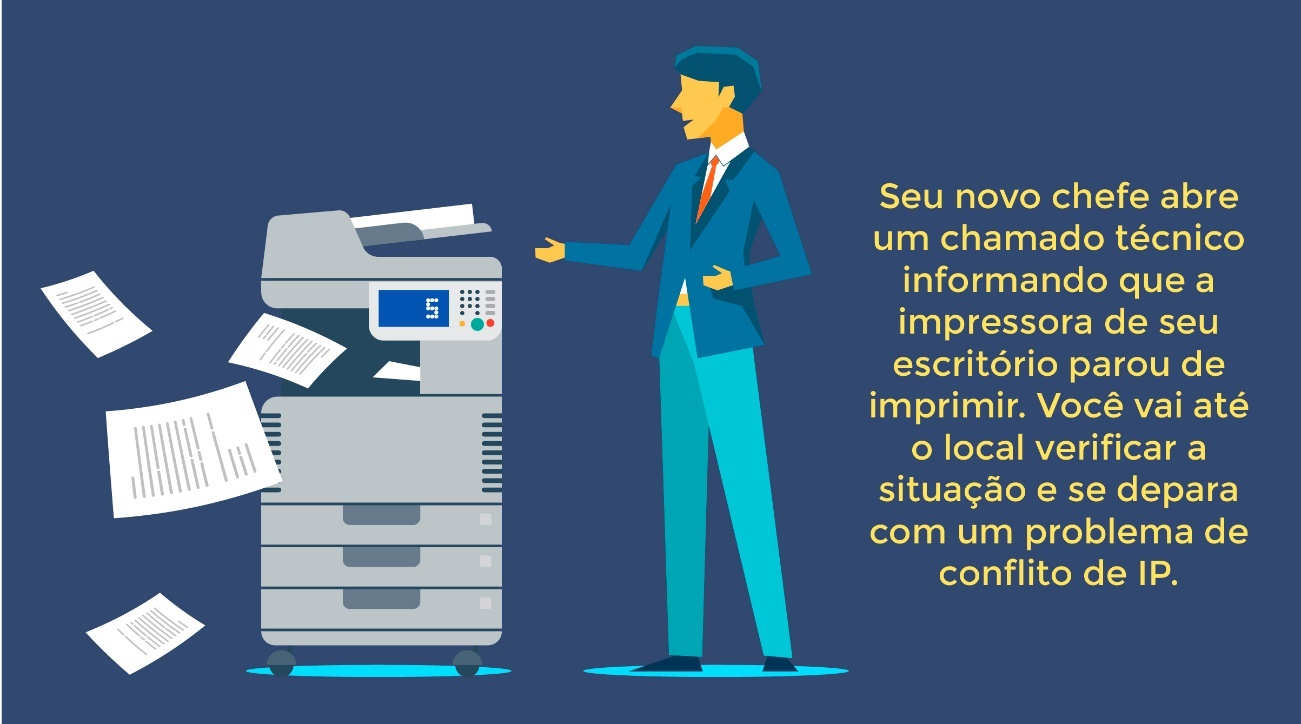 5
Seu novo chefe abre
um chamado técnico
informando que a
impressora de seu
escritório parou de
imprimir. Você vai até
o local verificar a
situação e se depara
com um problema de
conflito de IP.